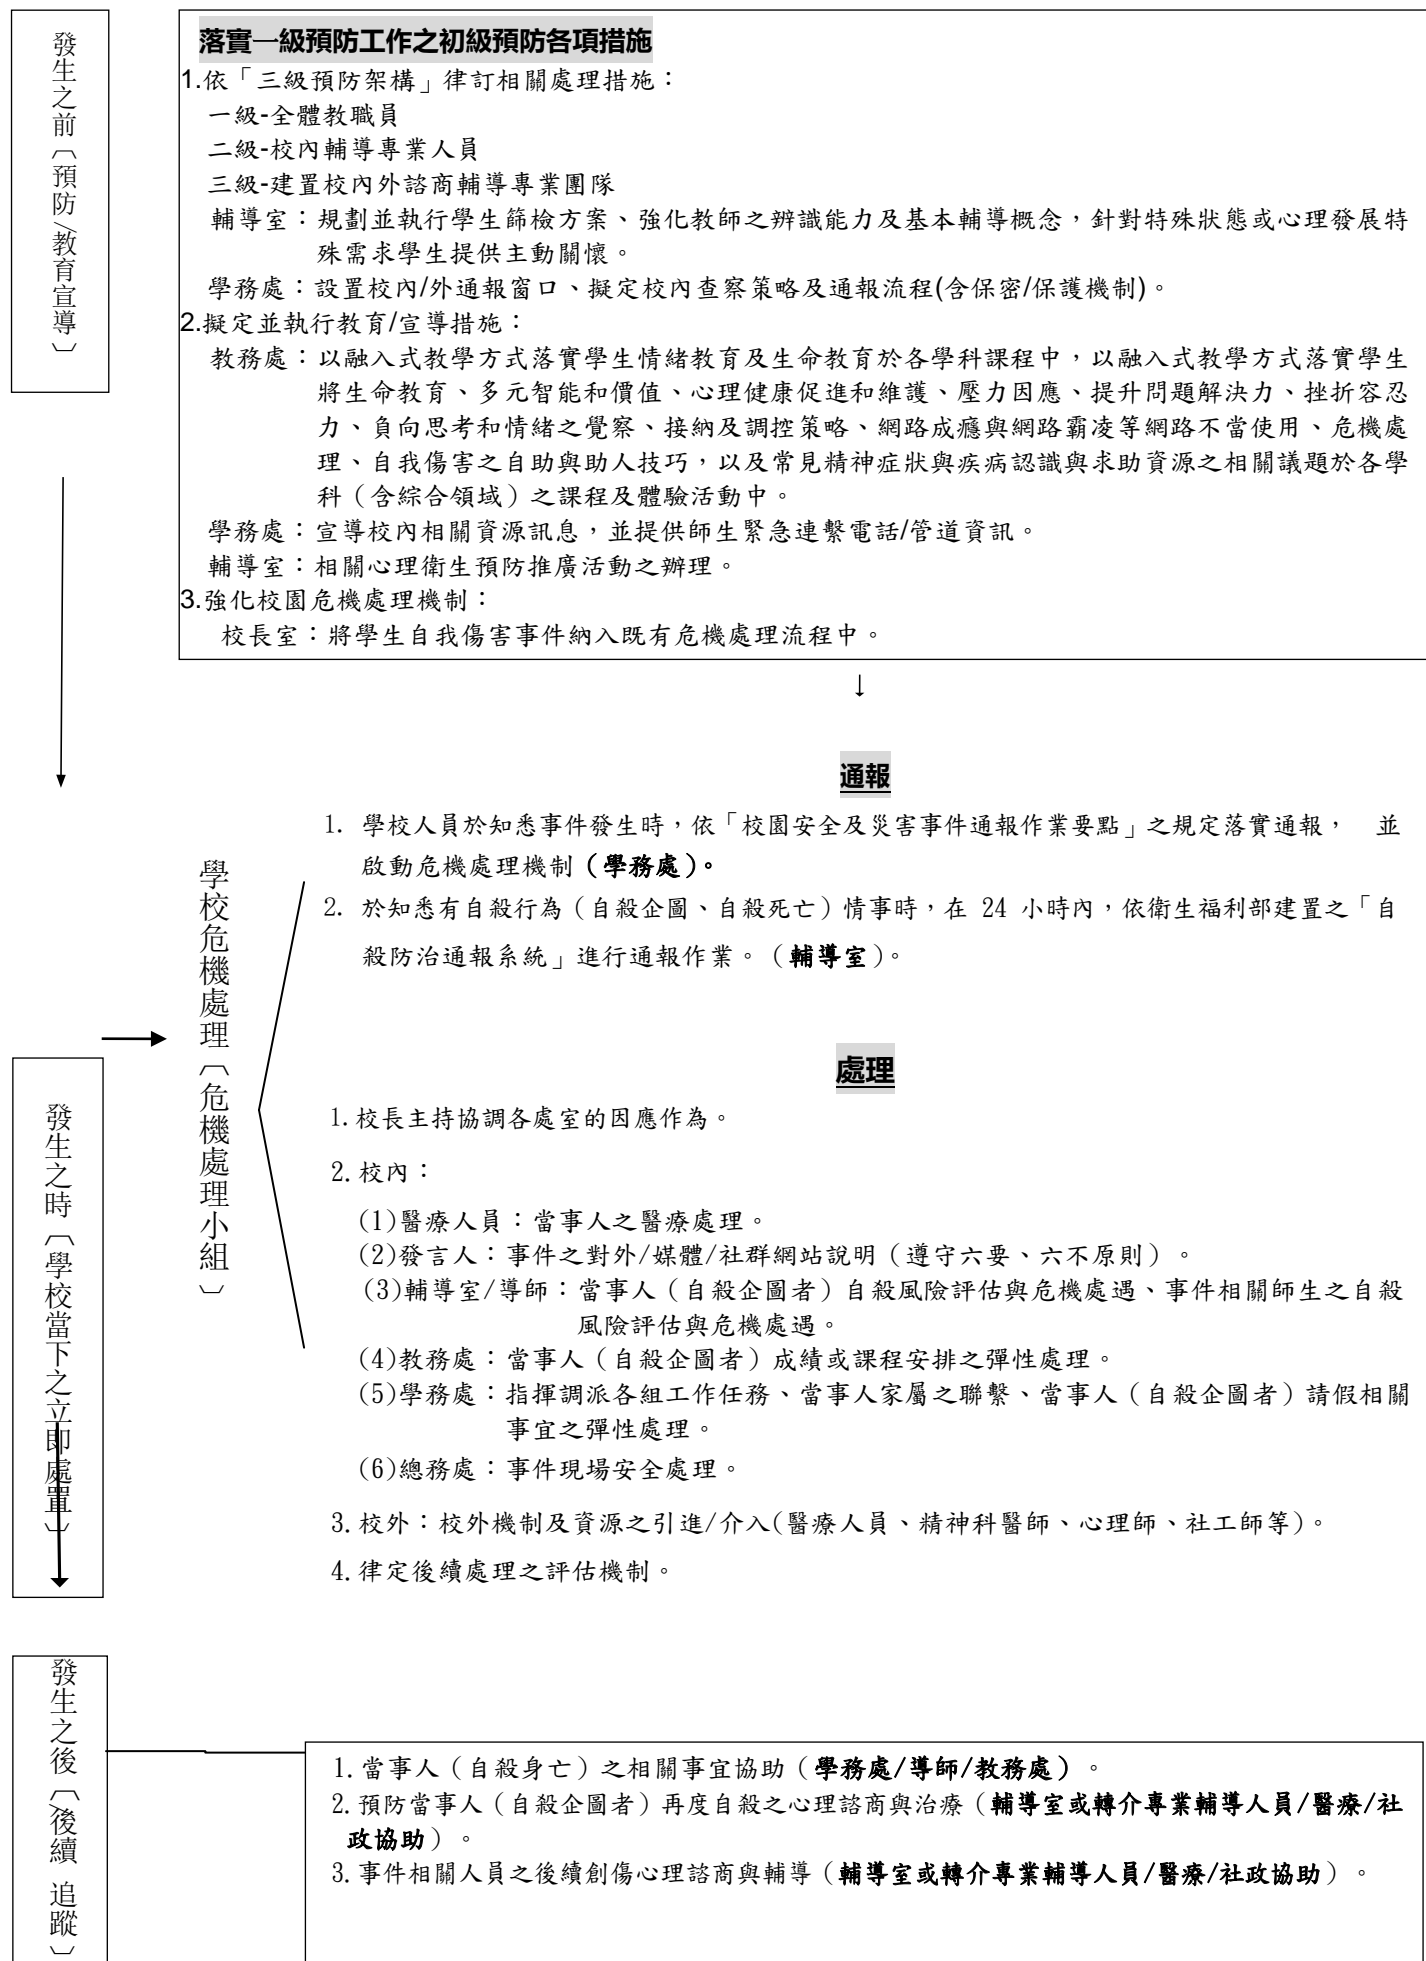 發生之前〔預防/教育宣導〕
落實一級預防工作之初級預防各項措施
1.依「三級預防架構」律訂相關處理措施：
一級-全體教職員
二級-校內輔導專業人員
三級-建置校內外諮商輔導專業團隊
輔導室：規劃並執行學生篩檢方案、強化教師之辨識能力及基本輔導概念，針對特殊狀態或心理發展特
殊需求學生提供主動關懷。
學務處：設置校內/外通報窗口、擬定校內查察策略及通報流程(含保密/保護機制)。
2.擬定並執行教育/宣導措施：
教務處：以融入式教學方式落實學生情緒教育及生命教育於各學科課程中，以融入式教學方式落實學生
將生命教育、多元智能和價值、心理健康促進和維護、壓力因應、提升問題解決力、挫折容忍
力、負向思考和情緒之覺察、接納及調控策略、網路成癮與網路霸凌等網路不當使用、危機處
理、自我傷害之自助與助人技巧，以及常見精神症狀與疾病認識與求助資源之相關議題於各學
科（含綜合領域）之課程及體驗活動中。
學務處：宣導校內相關資源訊息，並提供師生緊急連繫電話/管道資訊。
輔導室：相關心理衛生預防推廣活動之辦理。
3.強化校園危機處理機制：
校長室：將學生自我傷害事件納入既有危機處理流程中。
↓
通報
1. 學校人員於知悉事件發生時，依「校園安全及災害事件通報作業要點」之規定落實通報， 並
啟動危機處理機制（學務處）。
2. 於知悉有自殺行為（自殺企圖、自殺死亡）情事時，在 24 小時內，依衛生福利部建置之「自
殺防治通報系統」進行通報作業。（輔導室）。
學校危機處理〔危機處理小組〕
發生之時〔學校當下之立即處置〕
處理
1.校長主持協調各處室的因應作為。
2.校內：
(1)醫療人員：當事人之醫療處理。
(2)發言人：事件之對外/媒體/社群網站說明（遵守六要、六不原則）。
(3)輔導室/導師：當事人（自殺企圖者）自殺風險評估與危機處遇、事件相關師生之自殺
風險評估與危機處遇。
(4)教務處：當事人（自殺企圖者）成績或課程安排之彈性處理。
(5)學務處：指揮調派各組工作任務、當事人家屬之聯繫、當事人（自殺企圖者）請假相關
事宜之彈性處理。
(6)總務處：事件現場安全處理。
3.校外：校外機制及資源之引進/介入(醫療人員、精神科醫師、心理師、社工師等)。
4.律定後續處理之評估機制。
發生之後〔後續 追蹤〕
1.當事人（自殺身亡）之相關事宜協助（學務處/導師/教務處）。
2.預防當事人（自殺企圖者）再度自殺之心理諮商與治療（輔導室或轉介專業輔導人員/醫療/社
政協助）。
3.事件相關人員之後續創傷心理諮商與輔導（輔導室或轉介專業輔導人員/醫療/社政協助）。